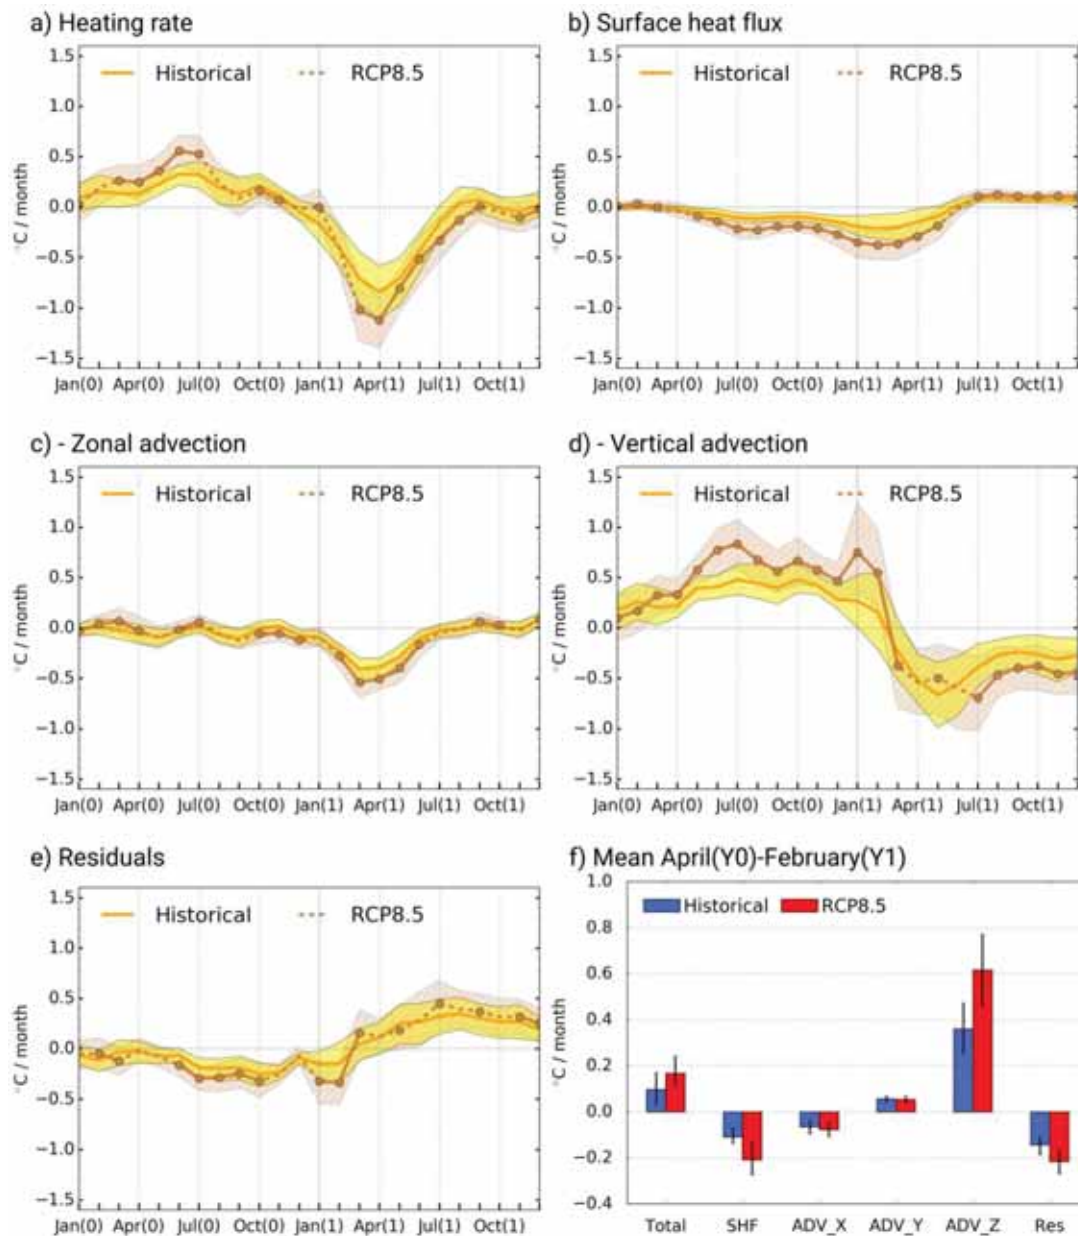 a) Heating rate
Historical RCP8.5
1.5
1.0
0.5
0.0
−0.5
−1.0
−1.5
°C / month
Jan(0) Apr(0) Jul(0) Oct(0) Jan(1) Apr(1) Jul(1) Oct(1)
b) Surface heat flux
Historical RCP8.5
1.5
1.0
0.5
0.0
−0.5
−1.0
−1.5
°C / month
Jan(0) Apr(0) Jul(0) Oct(0) Jan(1) Apr(1) Jul(1) Oct(1)
c) - Zonal advection
Historical RCP8.5
1.5
1.0
0.5
0.0
−0.5
−1.0
−1.5
°C / month
Jan(0) Apr(0) Jul(0) Oct(0) Jan(1) Apr(1) Jul(1) Oct(1)
d) - Vertical advection
Historical RCP8.5
1.5
1.0
0.5
0.0
−0.5
−1.0
−1.5
°C / month
Jan(0) Apr(0) Jul(0) Oct(0) Jan(1) Apr(1) Jul(1) Oct(1)
e) Residuals
Historical RCP8.5
1.5
1.0
0.5
0.0
−0.5
−1.0
−1.5
°C / month
Jan(0) Apr(0) Jul(0) Oct(0) Jan(1) Apr(1) Jul(1) Oct(1)
f) Mean April(Y0)-February(Y1)
Historical RCP8.5
1.0
0.8
0.6
0.4
0.2
0.0
−0.2
−0.4
°C / month
Total SHF ADV_X ADV_Y ADV_Z Res